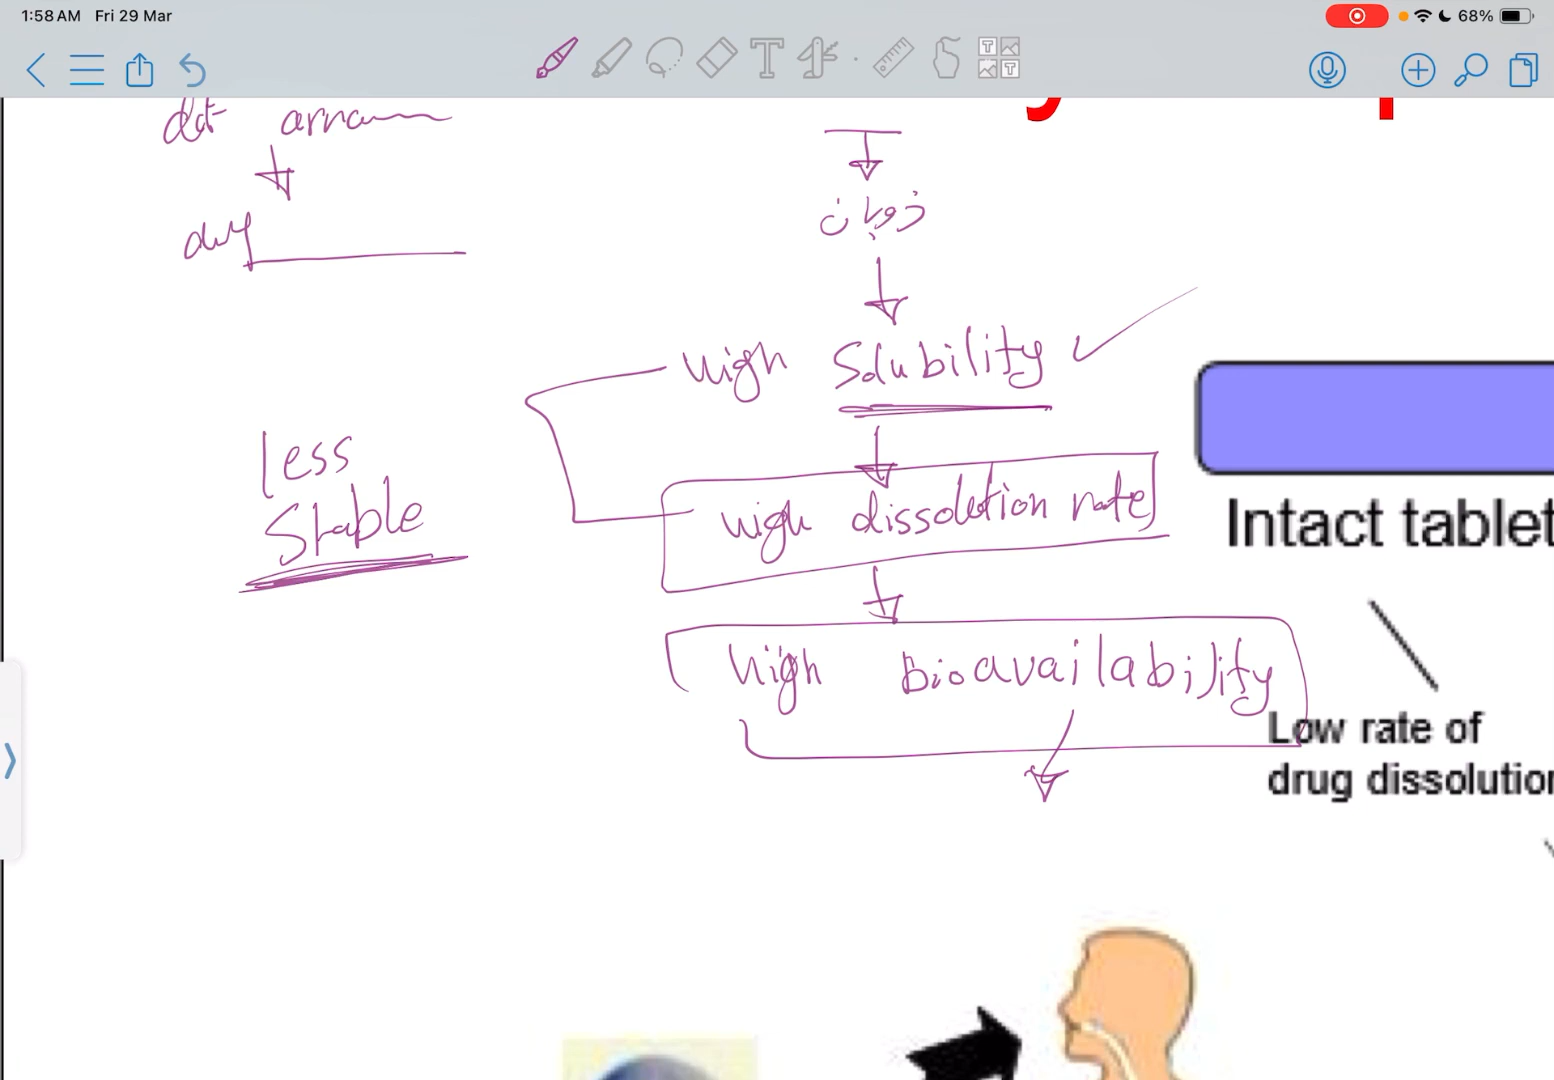 1:58 AM Fri 29 Mar
68%
ذوبان
high Solubility
less
Stable
high dissolution rate
Intact tablet
high bioavailability
Low rate of
drug dissolution